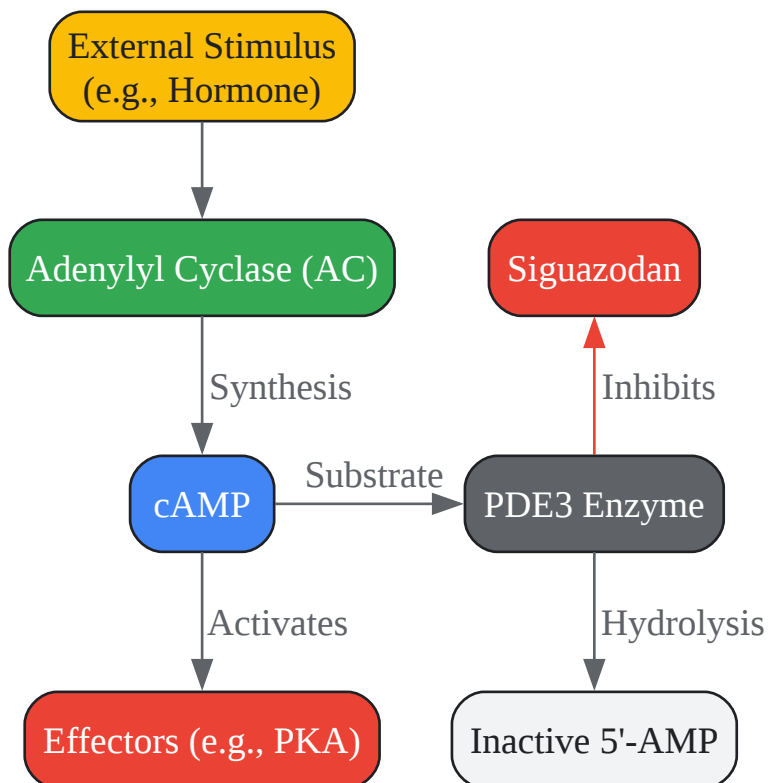 External Stimulus
(e.g., Hormone)
Adenylyl Cyclase (AC)
Siguazodan
Synthesis
Inhibits
cAMP
Substrate
PDE3 Enzyme
Activates
Hydrolysis
Effectors (e.g., PKA)
Inactive 5'-AMP